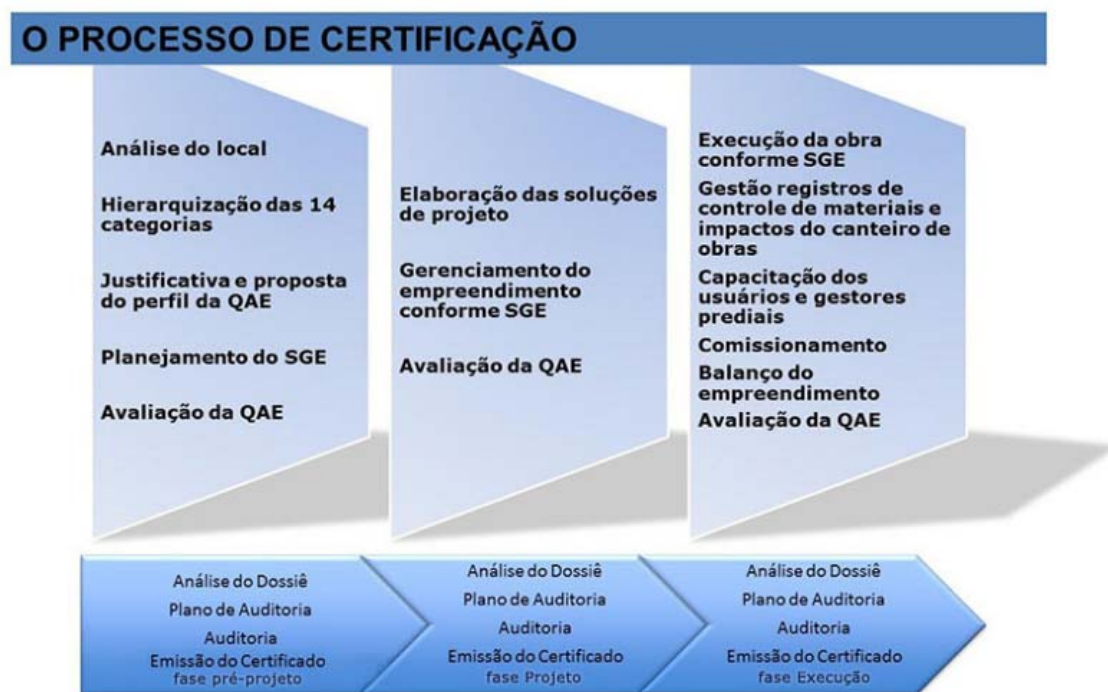 O PROCESSO DE CERTIFICAÇÃO
Análise do local
Hierarquização das 14
categorias
Justificativa e proposta
do perfil da QAE
Planejamento do SGE
Avaliação da QAE
Elaboração das soluções
de projeto
Gerenciamento do
empreendimento
conforme SGE
Avaliação da QAE
Execução da obra
conforme SGE
Gestão registros de
controle de materiais e
impactos do canteiro de
obras
Capacitação dos
usuários e gestores
prediais
Comissionamento
Balanço do
empreendimento
Avaliação da QAE
Análise do Dossiê
Plano de Auditoria
Auditoria
Emissão do Certificado
fase pré-projeto
Análise do Dossiê
Plano de Auditoria
Auditoria
Emissão do Certificado
fase Projeto
Análise do Dossiê
Plano de Auditoria
Auditoria
Emissão do Certificado
fase Execução